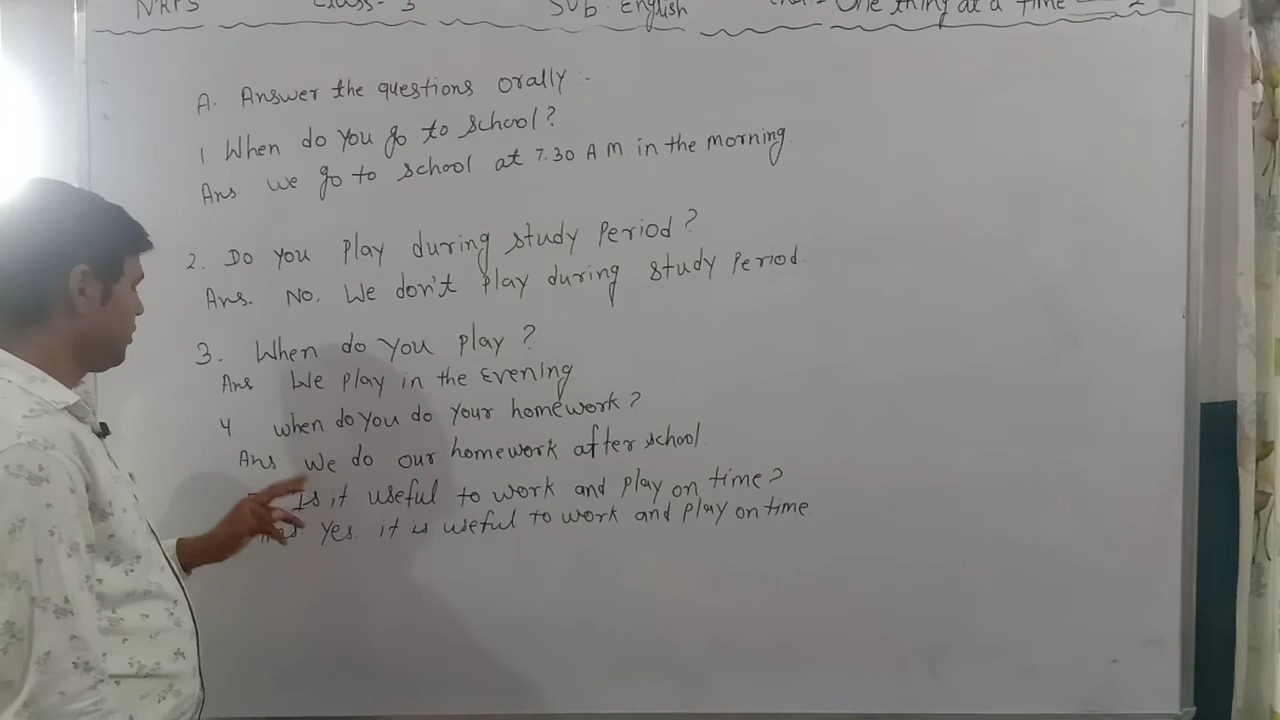 NRPS Class- 3 Sub. English One thing at a Time 2
A. Answer the questions orally :-
1 When do you go to school?
Ans. we go to school at 7.30 A M in the morning.
2. Do you play during study period?
Ans. No. We don't play during study period.
3. When do you play?
Ans We play in the Evening
4 when do you do your homework?
Ans We do our homework after school.
Is it useful to work and play on time?
Ans Yes. it is useful to work and play on time